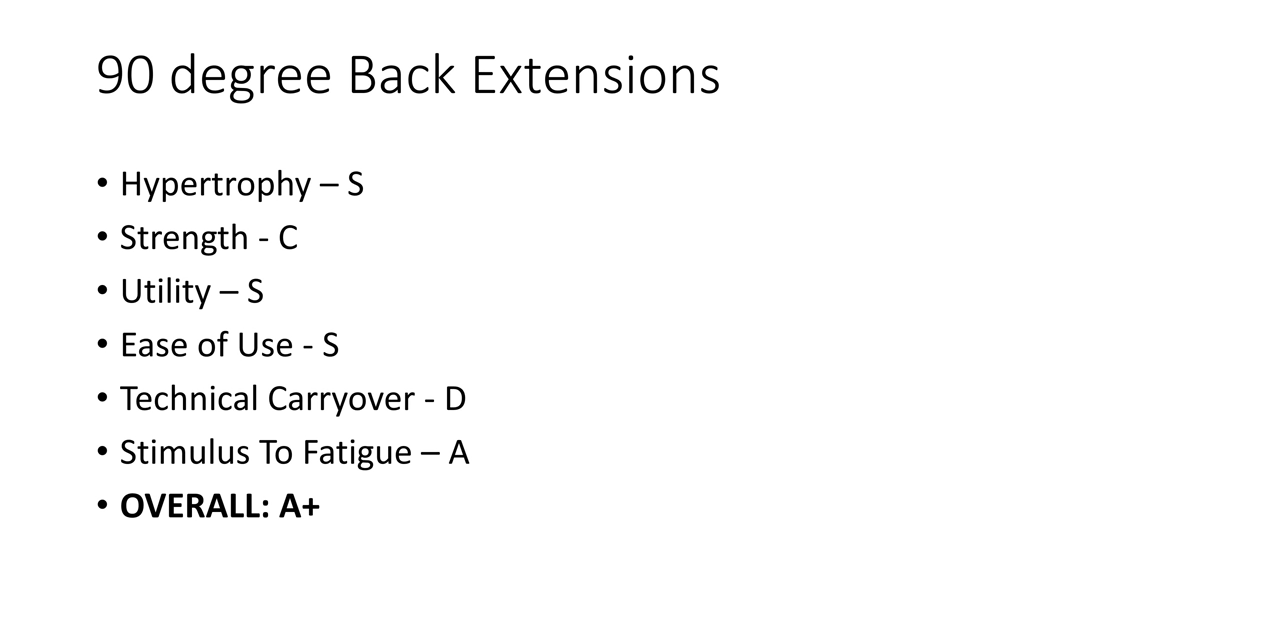 90 degree Back Extensions
• Hypertrophy – S
• Strength - C
• Utility – S
• Ease of Use - S
• Technical Carryover - D
• Stimulus To Fatigue – A
• OVERALL: A+